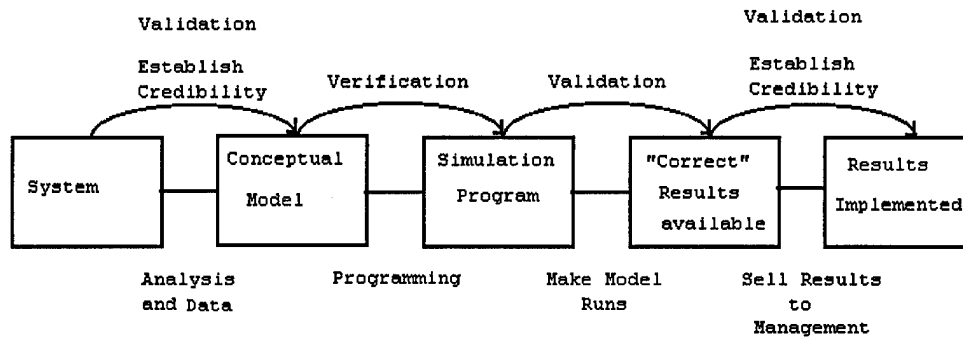 Validation
Establish
Credibility
Verification
Validation
Validation
Establish
Credibility
System
Conceptual
Model
Simulation
Program
"Correct"
Results
available
Results
Implemented
Analysis
and Data
Programming
Make Model
Runs
Sell Results
to
Management